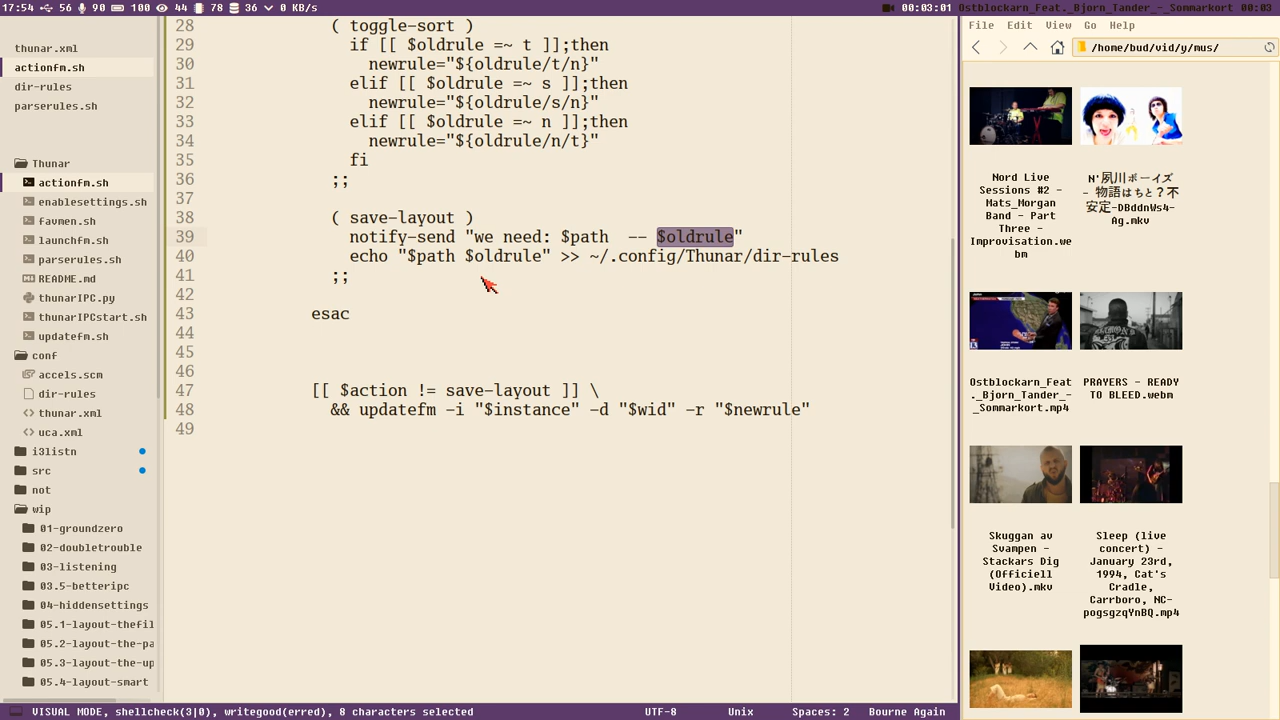 17:54 56 910 100 44 78 36 0 KB/s 00:03:01 Ostblockarn_Feat._Bjorn_Tander_-_Sommarkort 00:03
thunar.xml
actionfm.sh
dir-rules
parserules.sh
Thunar
actionfm.sh
enablesettings.sh
favmen.sh
launchfm.sh
parserules.sh
README.md
thunarIPC.py
thunarIPCstart.sh
updatefm.sh
conf
accels.scm
dir-rules
thunar.xml
uca.xml
i3listn
src
not
wip
01-groundzero
02-doubletrouble
03-listening
03.5-betteripc
04-hiddensettings
05.1-layout-thefil
05.2-layout-the-pa
05.3-layout-the-up
05.4-layout-smart
28 ( toggle-sort )
29 if [[ $oldrule =~ t ]];then
30 newrule="${oldrule/t/n}"
31 elif [[ $oldrule =~ s ]];then
32 newrule="${oldrule/s/n}"
33 elif [[ $oldrule =~ n ]];then
34 newrule="${oldrule/n/t}"
35 fi
36 ;;
37
38 ( save-layout )
39 notify-send "we need: $path -- $oldrule"
40 echo "$path $oldrule" >> ~/.config/Thunar/dir-rules
41 ;;
42
43 esac
44
45
46
47 [[ $action != save-layout ]] \
48 && updatefm -i "$instance" -d "$wid" -r "$newrule"
49
File Edit View Go Help
/home/bud/vid/y/mus/
Nord Live
Sessions #2 -
Mats_Morgan
Band - Part
Three -
Improvisation.we
bm
N'夙川ボーイズ
- 物語はちと?不
安定-DBddnWs4-
Ag.mkv
Ostblockarn_Feat
._Bjorn_Tander_-
_Sommarkort.mp4
PRAYERS - READY
TO BLEED.webm
Skuggan av
Svampen -
Stackars Dig
(Officiell
Video).mkv
Sleep (live
concert) -
January 23rd,
1994, Cat's
Cradle,
Carrboro, NC-
pogsgzqYnBQ.mp4
VISUAL MODE, shellcheck(3|0), writegood(erred), 8 characters selected UTF-8 Unix Spaces: 2 Bourne Again